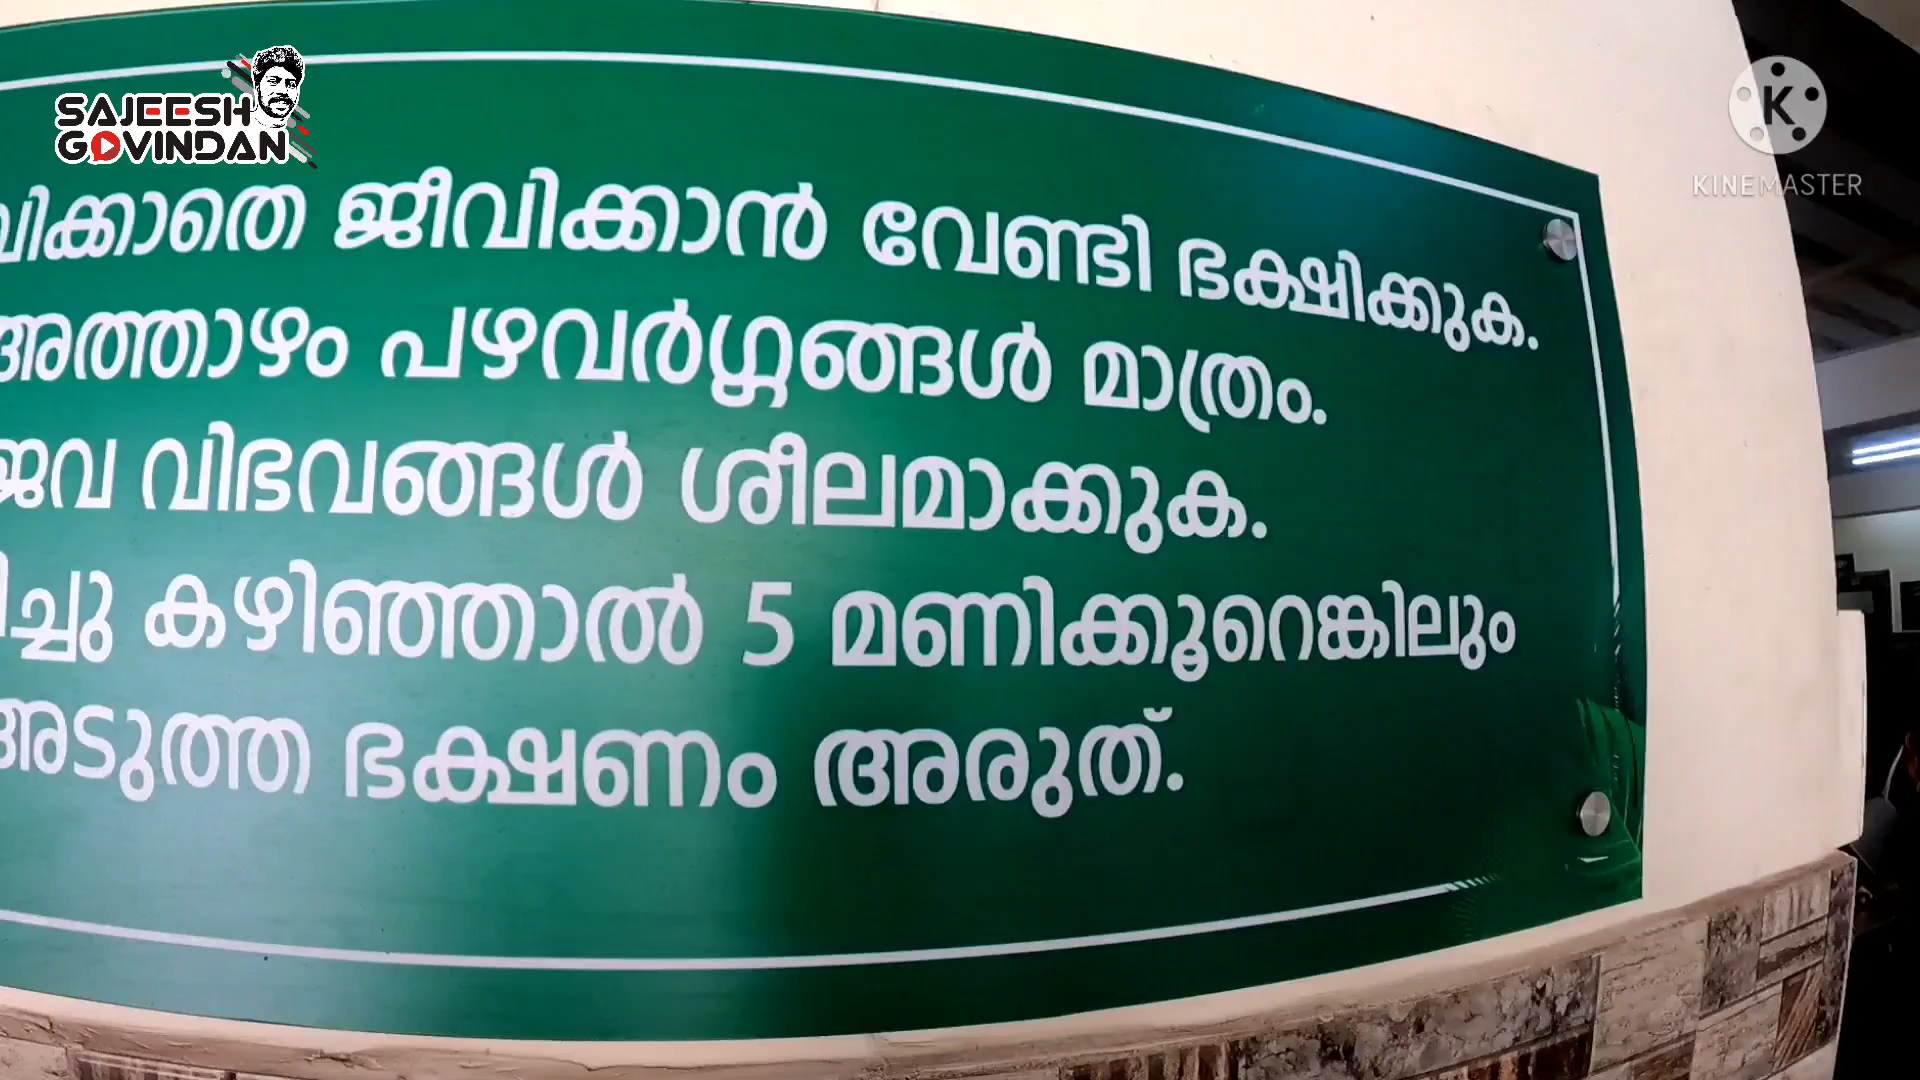 SAJEESH
GOVINDAN
K
KINEMASTER
ജീവിക്കാൻ വേണ്ടി ഭക്ഷിക്കുക.
അത്താഴം പഴവർഗ്ഗങ്ങൾ മാത്രം.
വിഭവങ്ങൾ ശീലമാക്കുക.
കഴിഞ്ഞാൽ 5 മണിക്കൂറെങ്കിലും
അടുത്ത ഭക്ഷണം അരുത്.